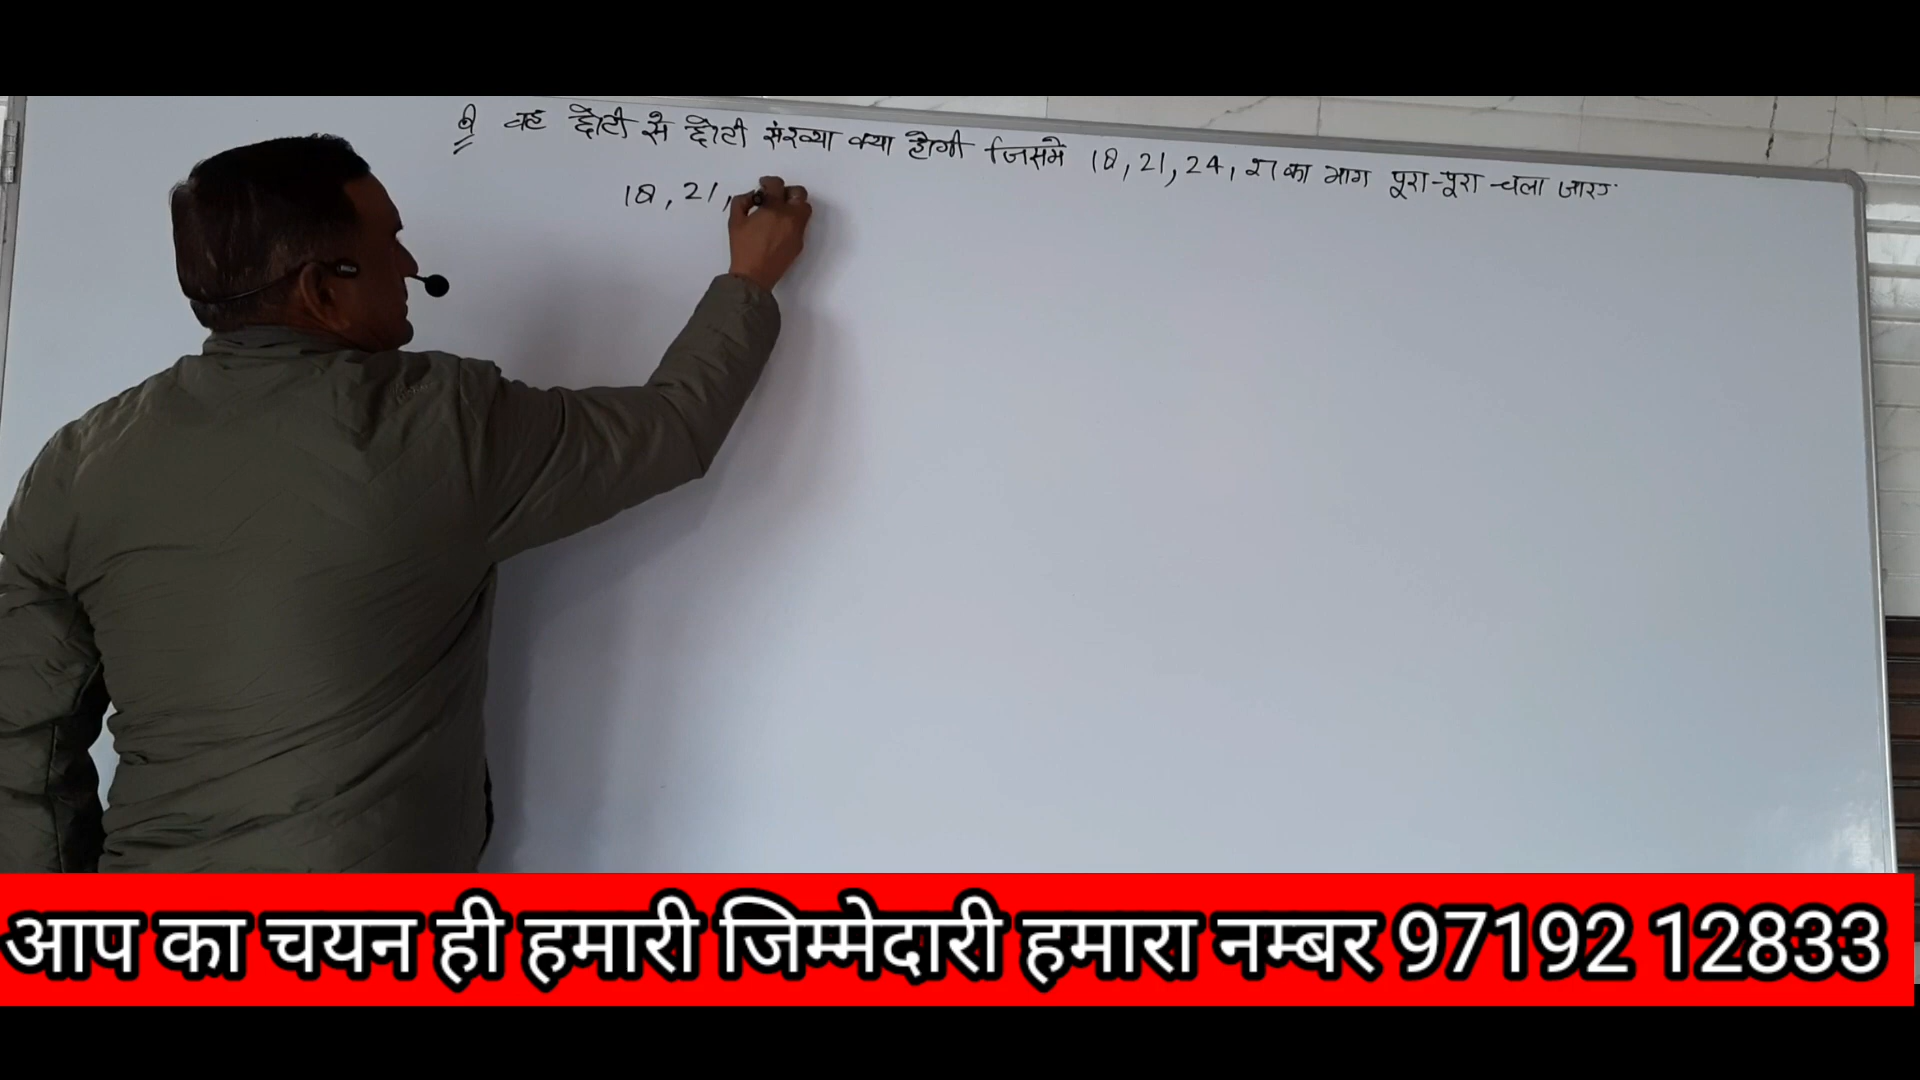 Q वह छोटी से छोटी संख्या क्या होगी जिसमे 18, 21, 24, 27 का भाग पूरा-पूरा चला जाए
18, 21,
आप का चयन ही हमारी जिम्मेदारी हमारा नम्बर 97192 12833